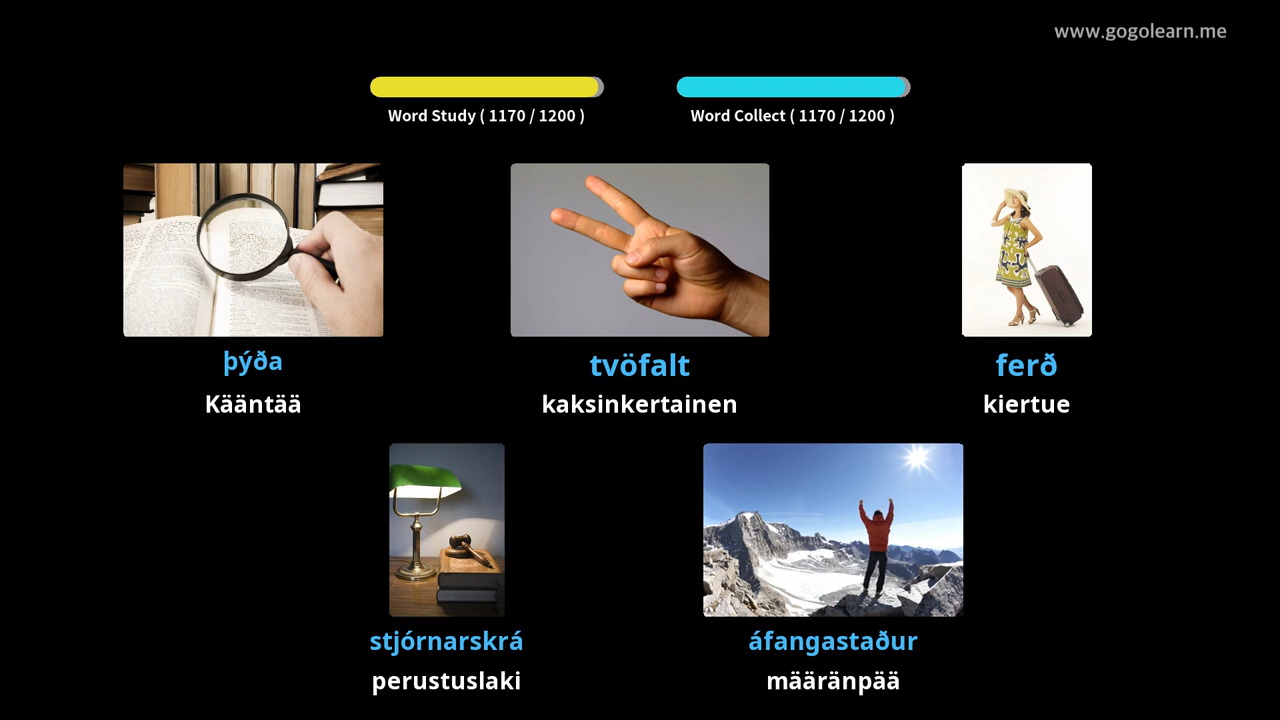 www.gogolearn.me
Word Study ( 1170 / 1200 )
Word Collect ( 1170 / 1200 )
þýða
tvöfalt
ferð
Kääntää
kaksinkertainen
kiertue
stjórnarskrá
áfangastaður
perustuslaki
määränpää